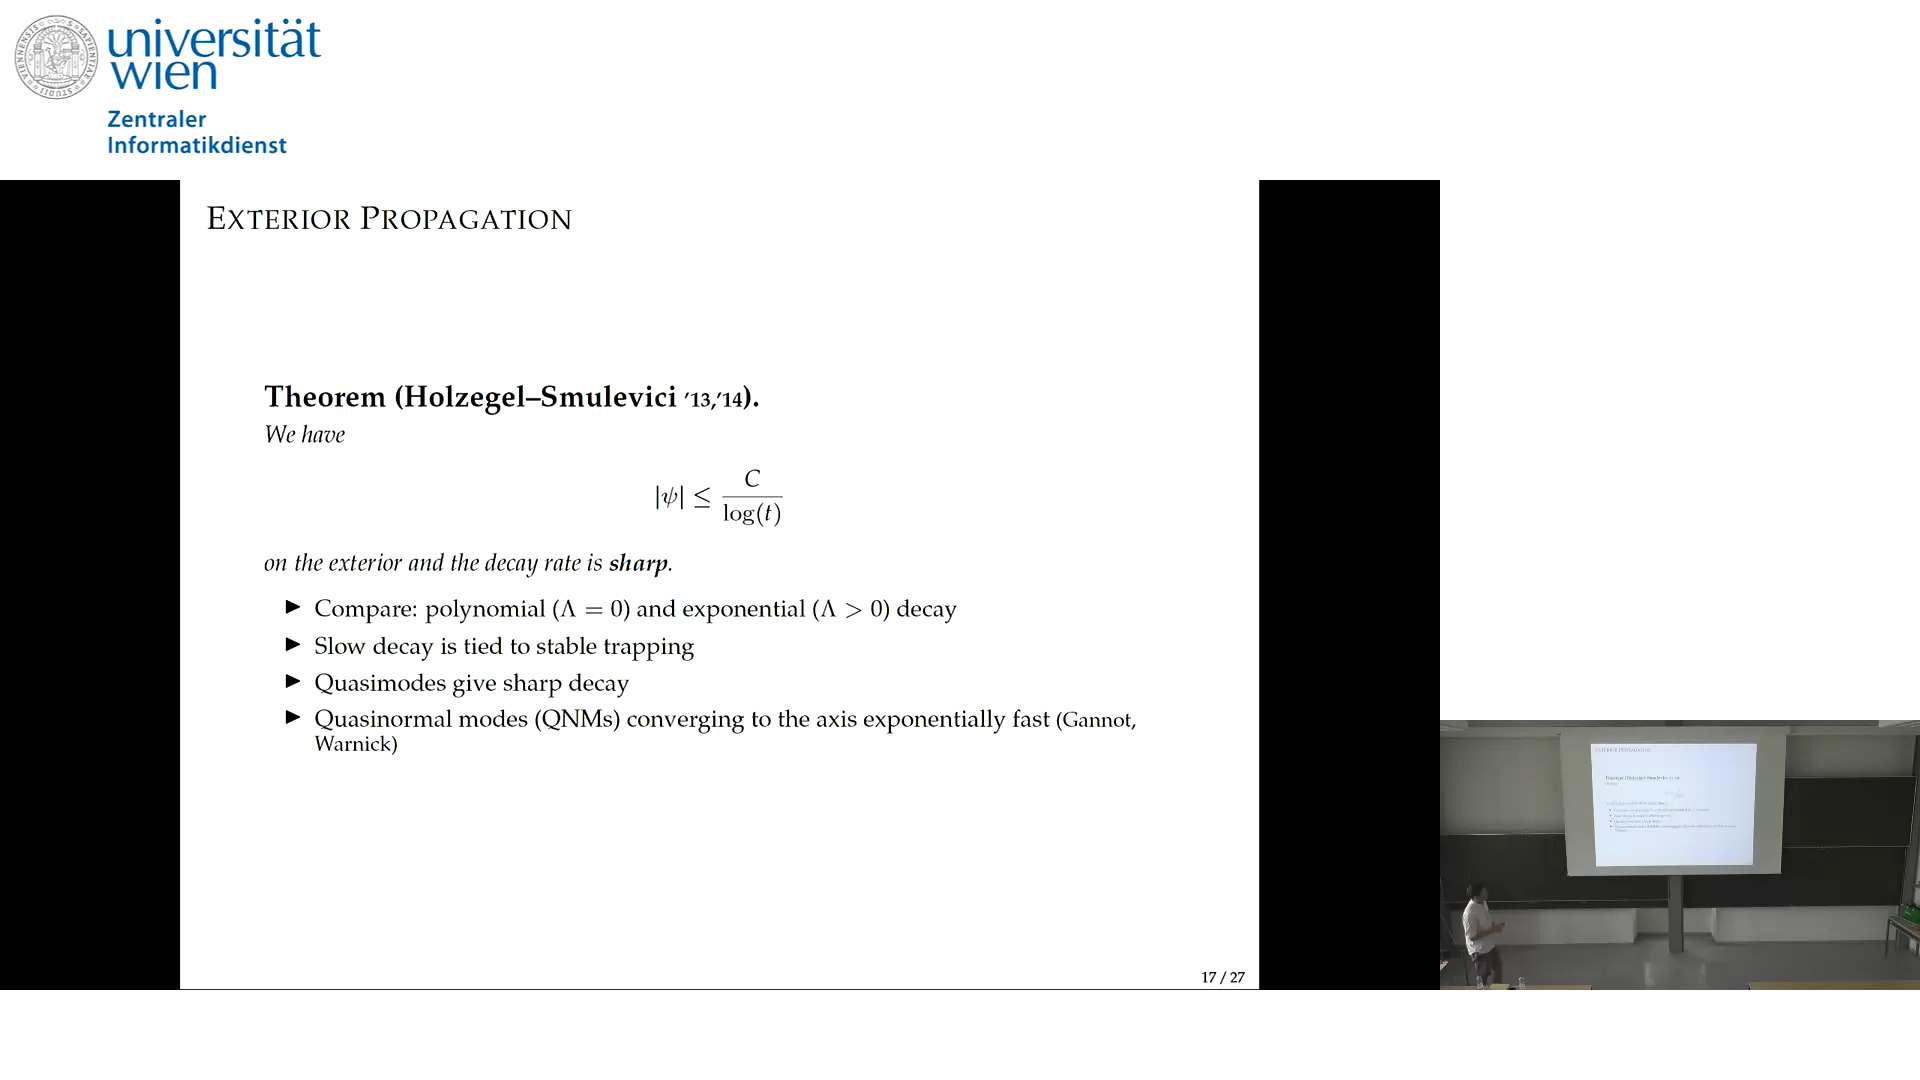 universität
wien
Zentraler
Informatikdienst
EXTERIOR PROPAGATION
Theorem (Holzegel–Smulevici ’13,’14).
We have
|ψ| ≤ C / log(t)
on the exterior and the decay rate is sharp.
▶ Compare: polynomial (Λ = 0) and exponential (Λ > 0) decay
▶ Slow decay is tied to stable trapping
▶ Quasimodes give sharp decay
▶ Quasinormal modes (QNMs) converging to the axis exponentially fast (Gannot,
Warnick)
17 / 27